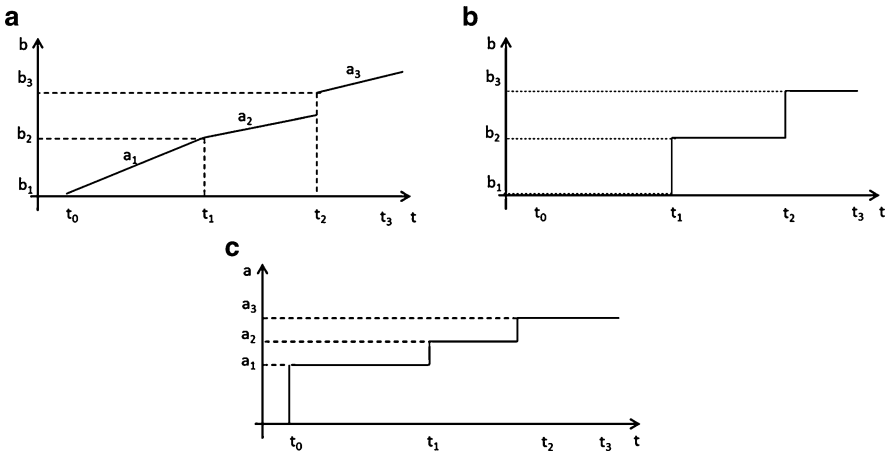 a
b
b₃
a₃
b₂
a₂
a₁
b₁
t₀ t₁ t₂ t₃ t
b
b
b₃
b₂
b₁
t₀ t₁ t₂ t₃ t
c
a
a₃
a₂
a₁
t₀ t₁ t₂ t₃ t